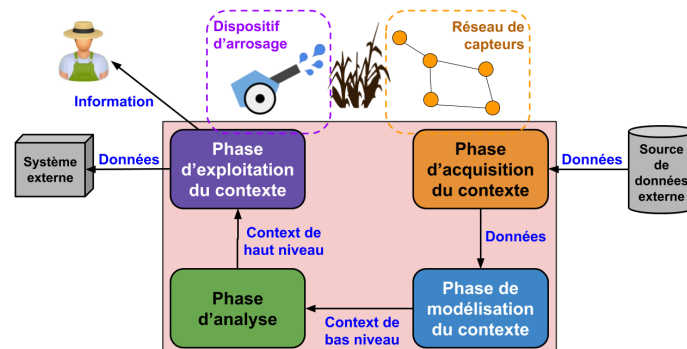 Dispositif
d'arrosage
Réseau de
capteurs
Information
Système
externe
Données
Phase
d'exploitation
du contexte
Phase
d'acquisition
du contexte
Données
Source
de
données
externe
Context de
haut niveau
Données
Phase
d'analyse
Context de
bas niveau
Phase de
modélisation
du contexte